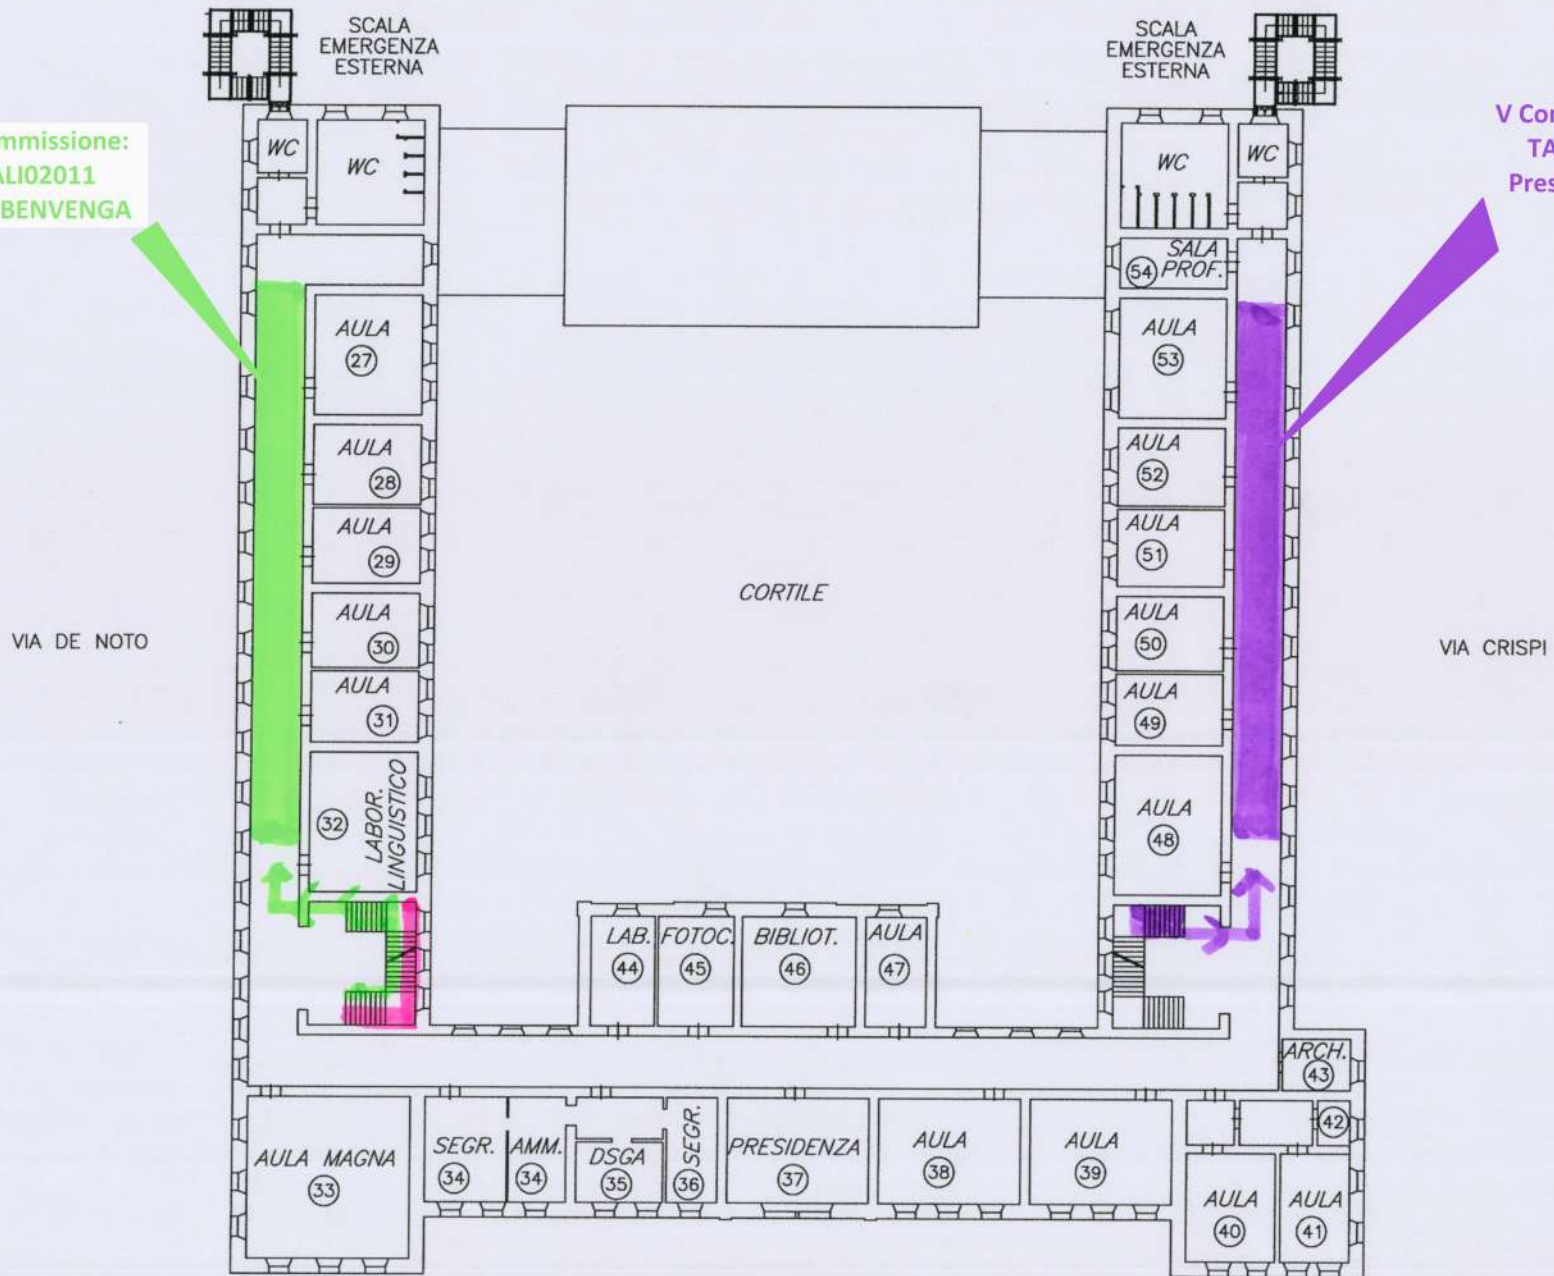 SCALA
EMERGENZA
ESTERNA
SCALA
EMERGENZA
ESTERNA
mmissione:
ALI02011
BENVENGA
V Con
TA
Pres
WC
WC
WC
WC
SALA
54 PROF.
AULA
27
AULA
28
AULA
29
AULA
30
AULA
31
32
LABOR.
LINGUISTICO
AULA
53
AULA
52
AULA
51
AULA
50
AULA
49
AULA
48
CORTILE
VIA DE NOTO
VIA CRISPI
LAB.
44
FOTOC.
45
BIBLIOT.
46
AULA
47
ARCH.
43
42
AULA MAGNA
33
SEGR.
34
AMM.
34
DSGA
35
SEGR.
36
PRESIDENZA
37
AULA
38
AULA
39
AULA
40
AULA
41